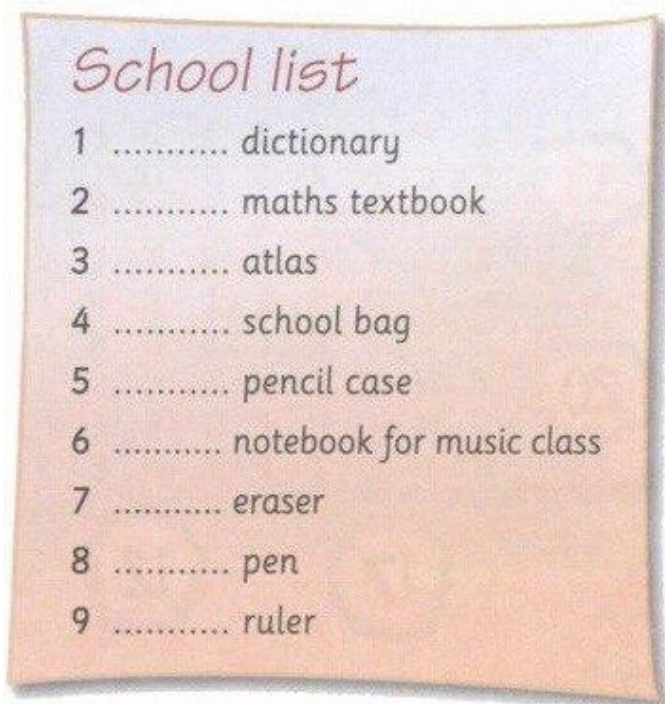 School list
1 ........... dictionary
2 ........... maths textbook
3 ........... atlas
4 ........... school bag
5 ........... pencil case
6 ........... notebook for music class
7 ........... eraser
8 ........... pen
9 ........... ruler